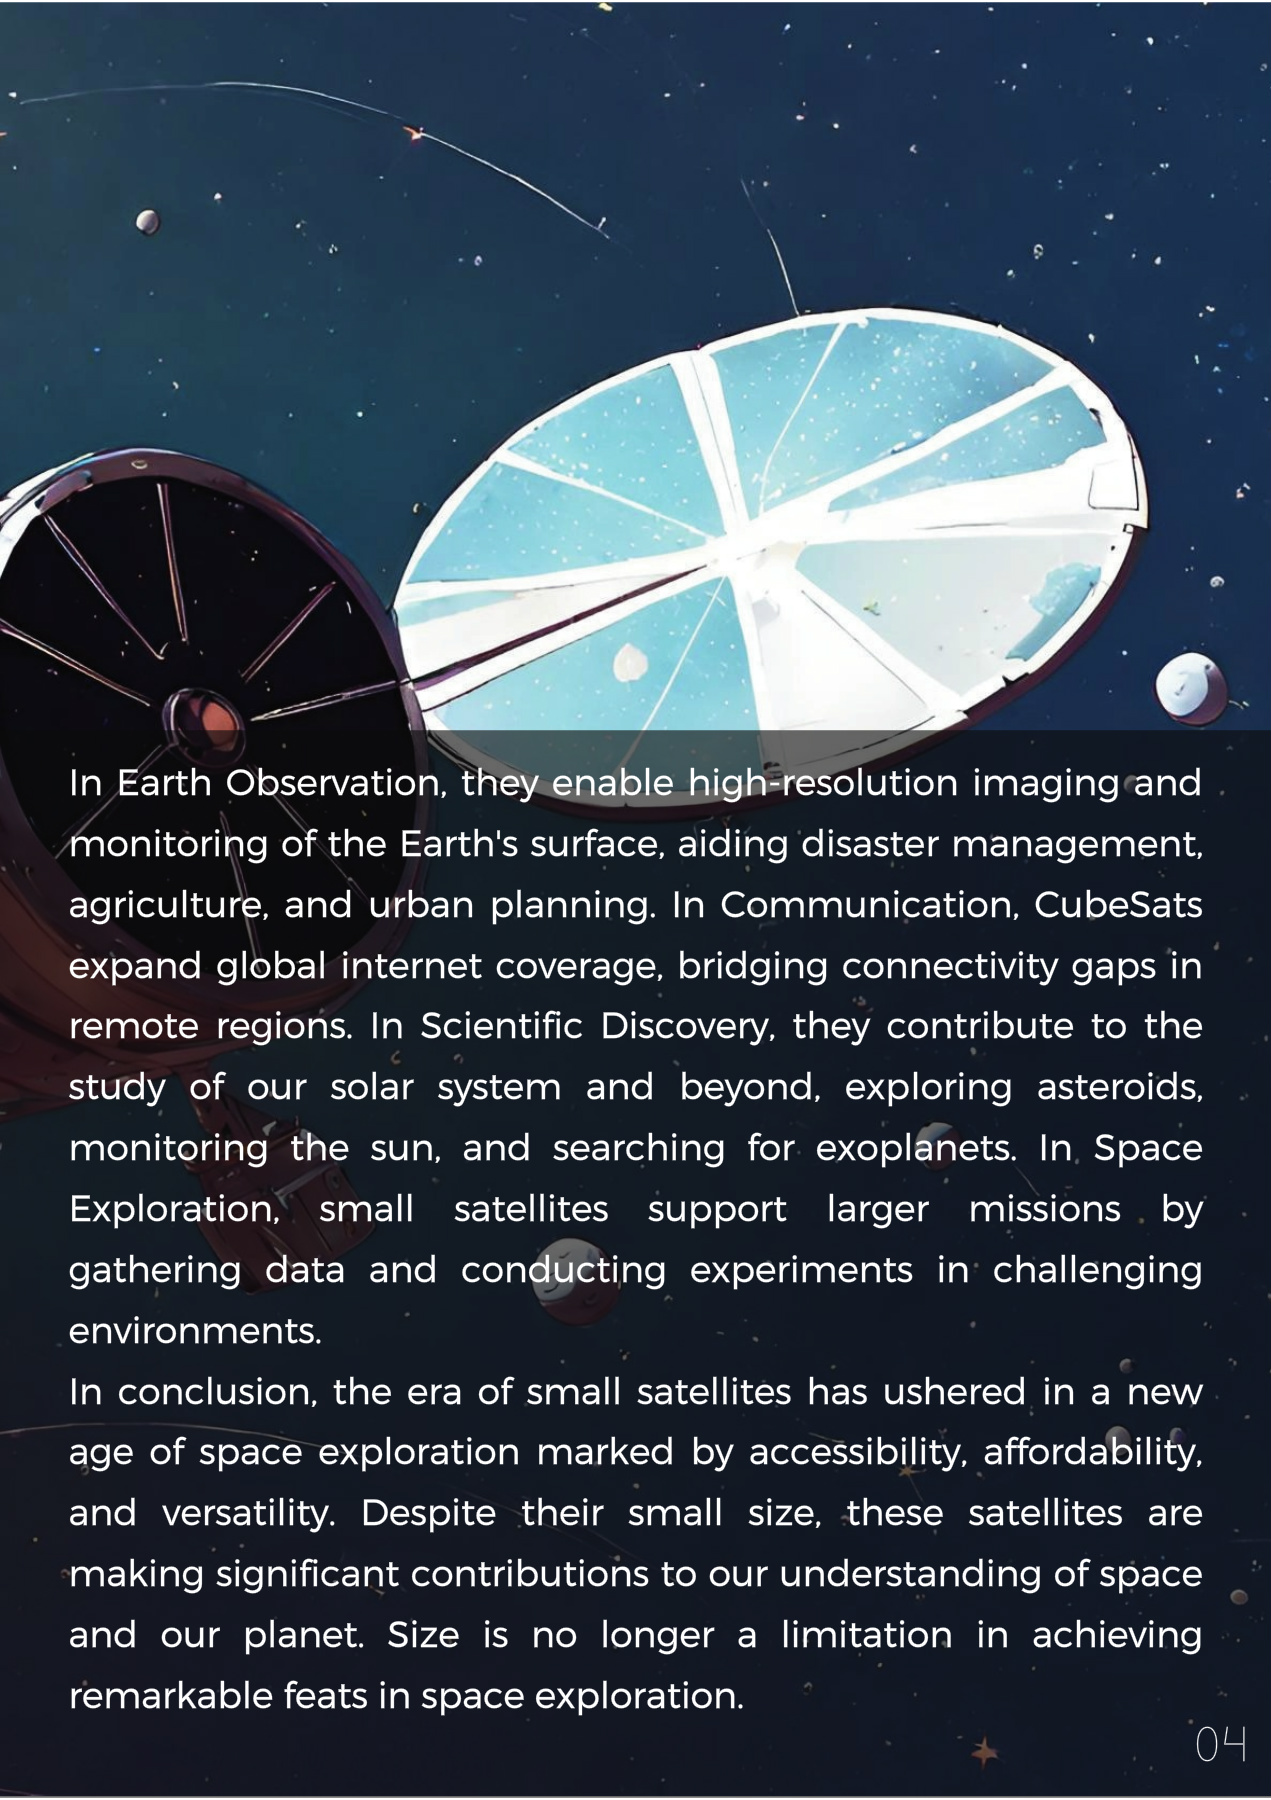 In Earth Observation, they enable high-resolution imaging and
monitoring of the Earth's surface, aiding disaster management,
agriculture, and urban planning. In Communication, CubeSats
expand global internet coverage, bridging connectivity gaps in
remote regions. In Scientific Discovery, they contribute to the
study of our solar system and beyond, exploring asteroids,
monitoring the sun, and searching for exoplanets. In Space
Exploration, small satellites support larger missions by
gathering data and conducting experiments in challenging
environments.
In conclusion, the era of small satellites has ushered in a new
age of space exploration marked by accessibility, affordability,
and versatility. Despite their small size, these satellites are
making significant contributions to our understanding of space
and our planet. Size is no longer a limitation in achieving
remarkable feats in space exploration.
04